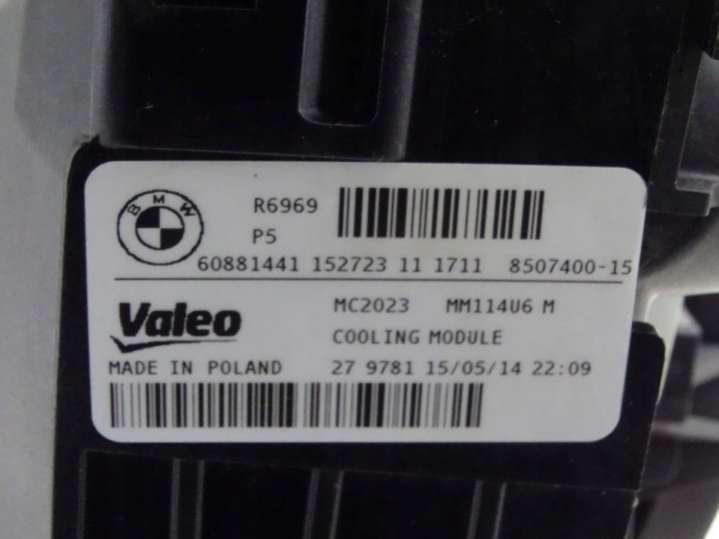 BMW
R6969
P5
60881441 152723 11 1711 8507400-15
Valeo
MC2023 MM114U6 M
COOLING MODULE
MADE IN POLAND 27 9781 15/05/14 22:09